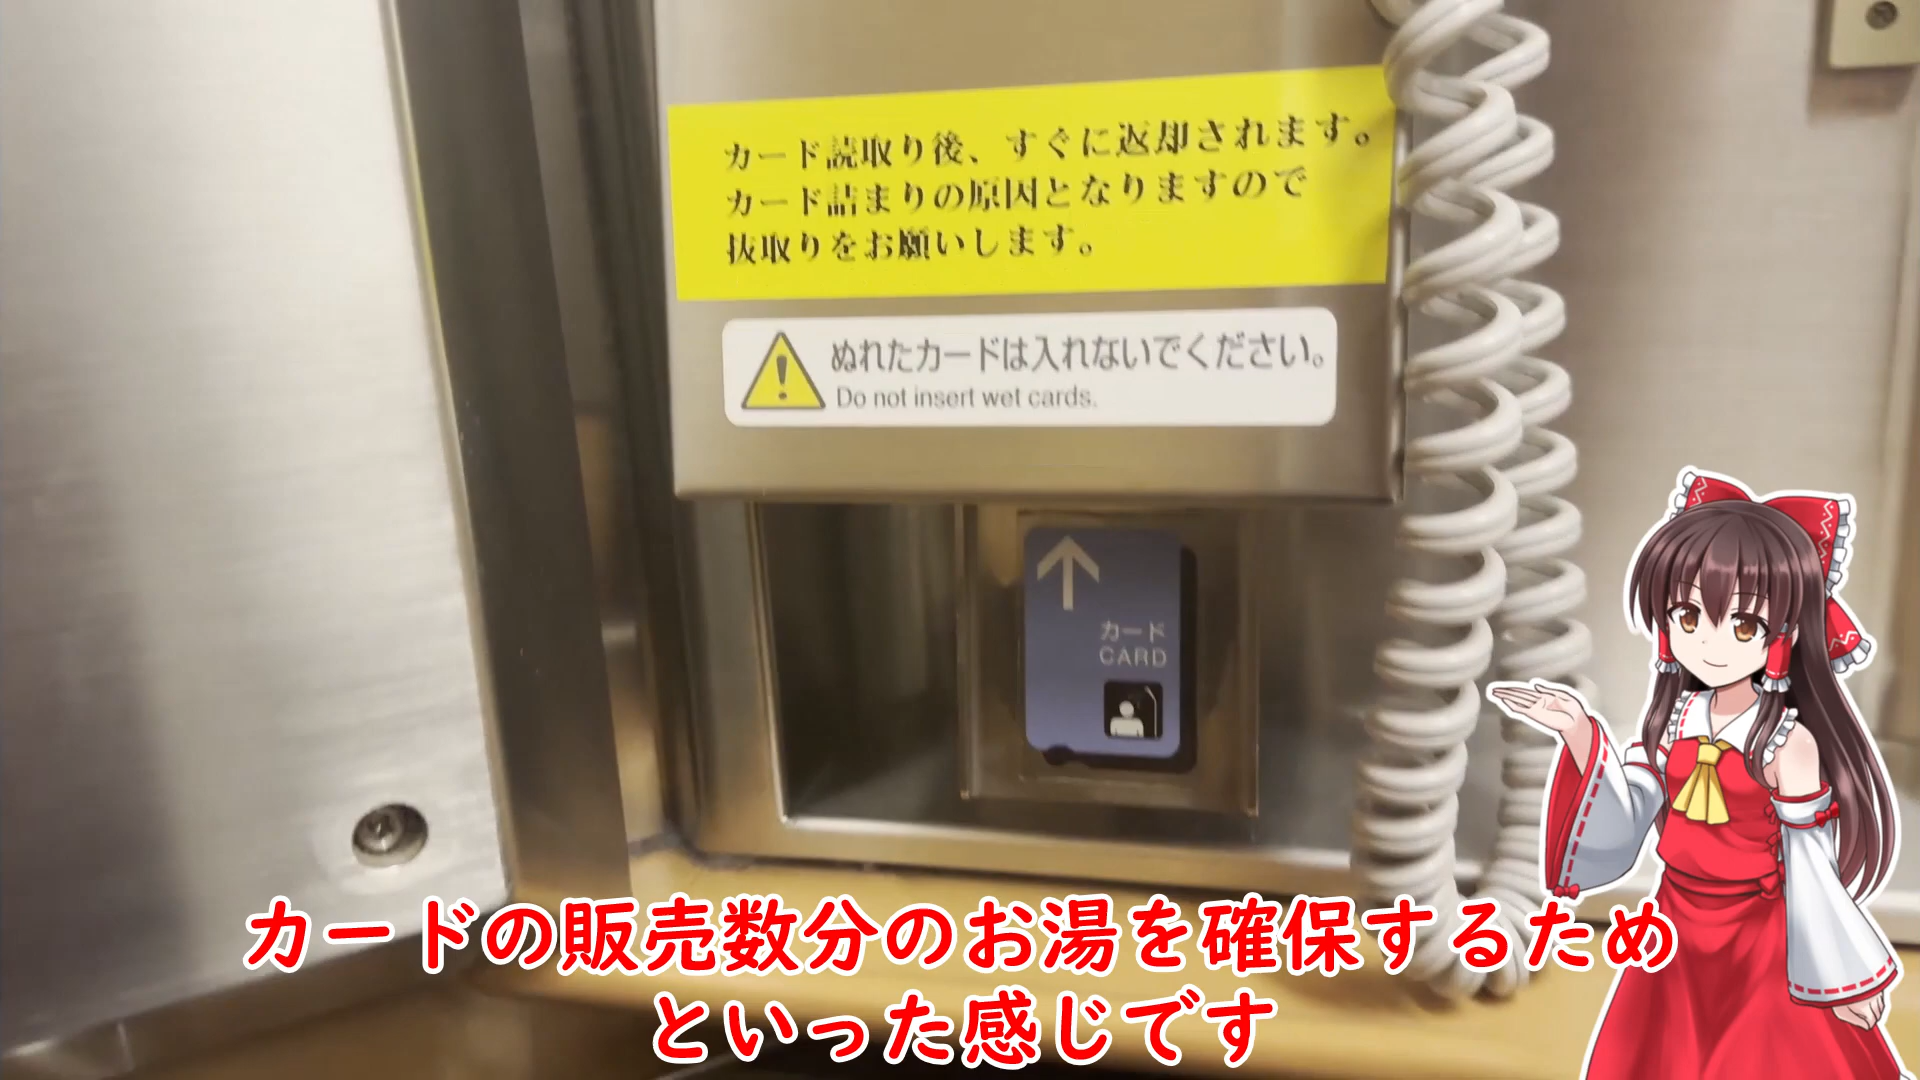 カード読取り後、すぐに返却されます。
カード詰まりの原因となりますので
抜取りをお願いします。
ぬれたカードは入れないでください。
Do not insert wet cards.
カード
CARD
カードの販売数分のお湯を確保するため
といった感じです